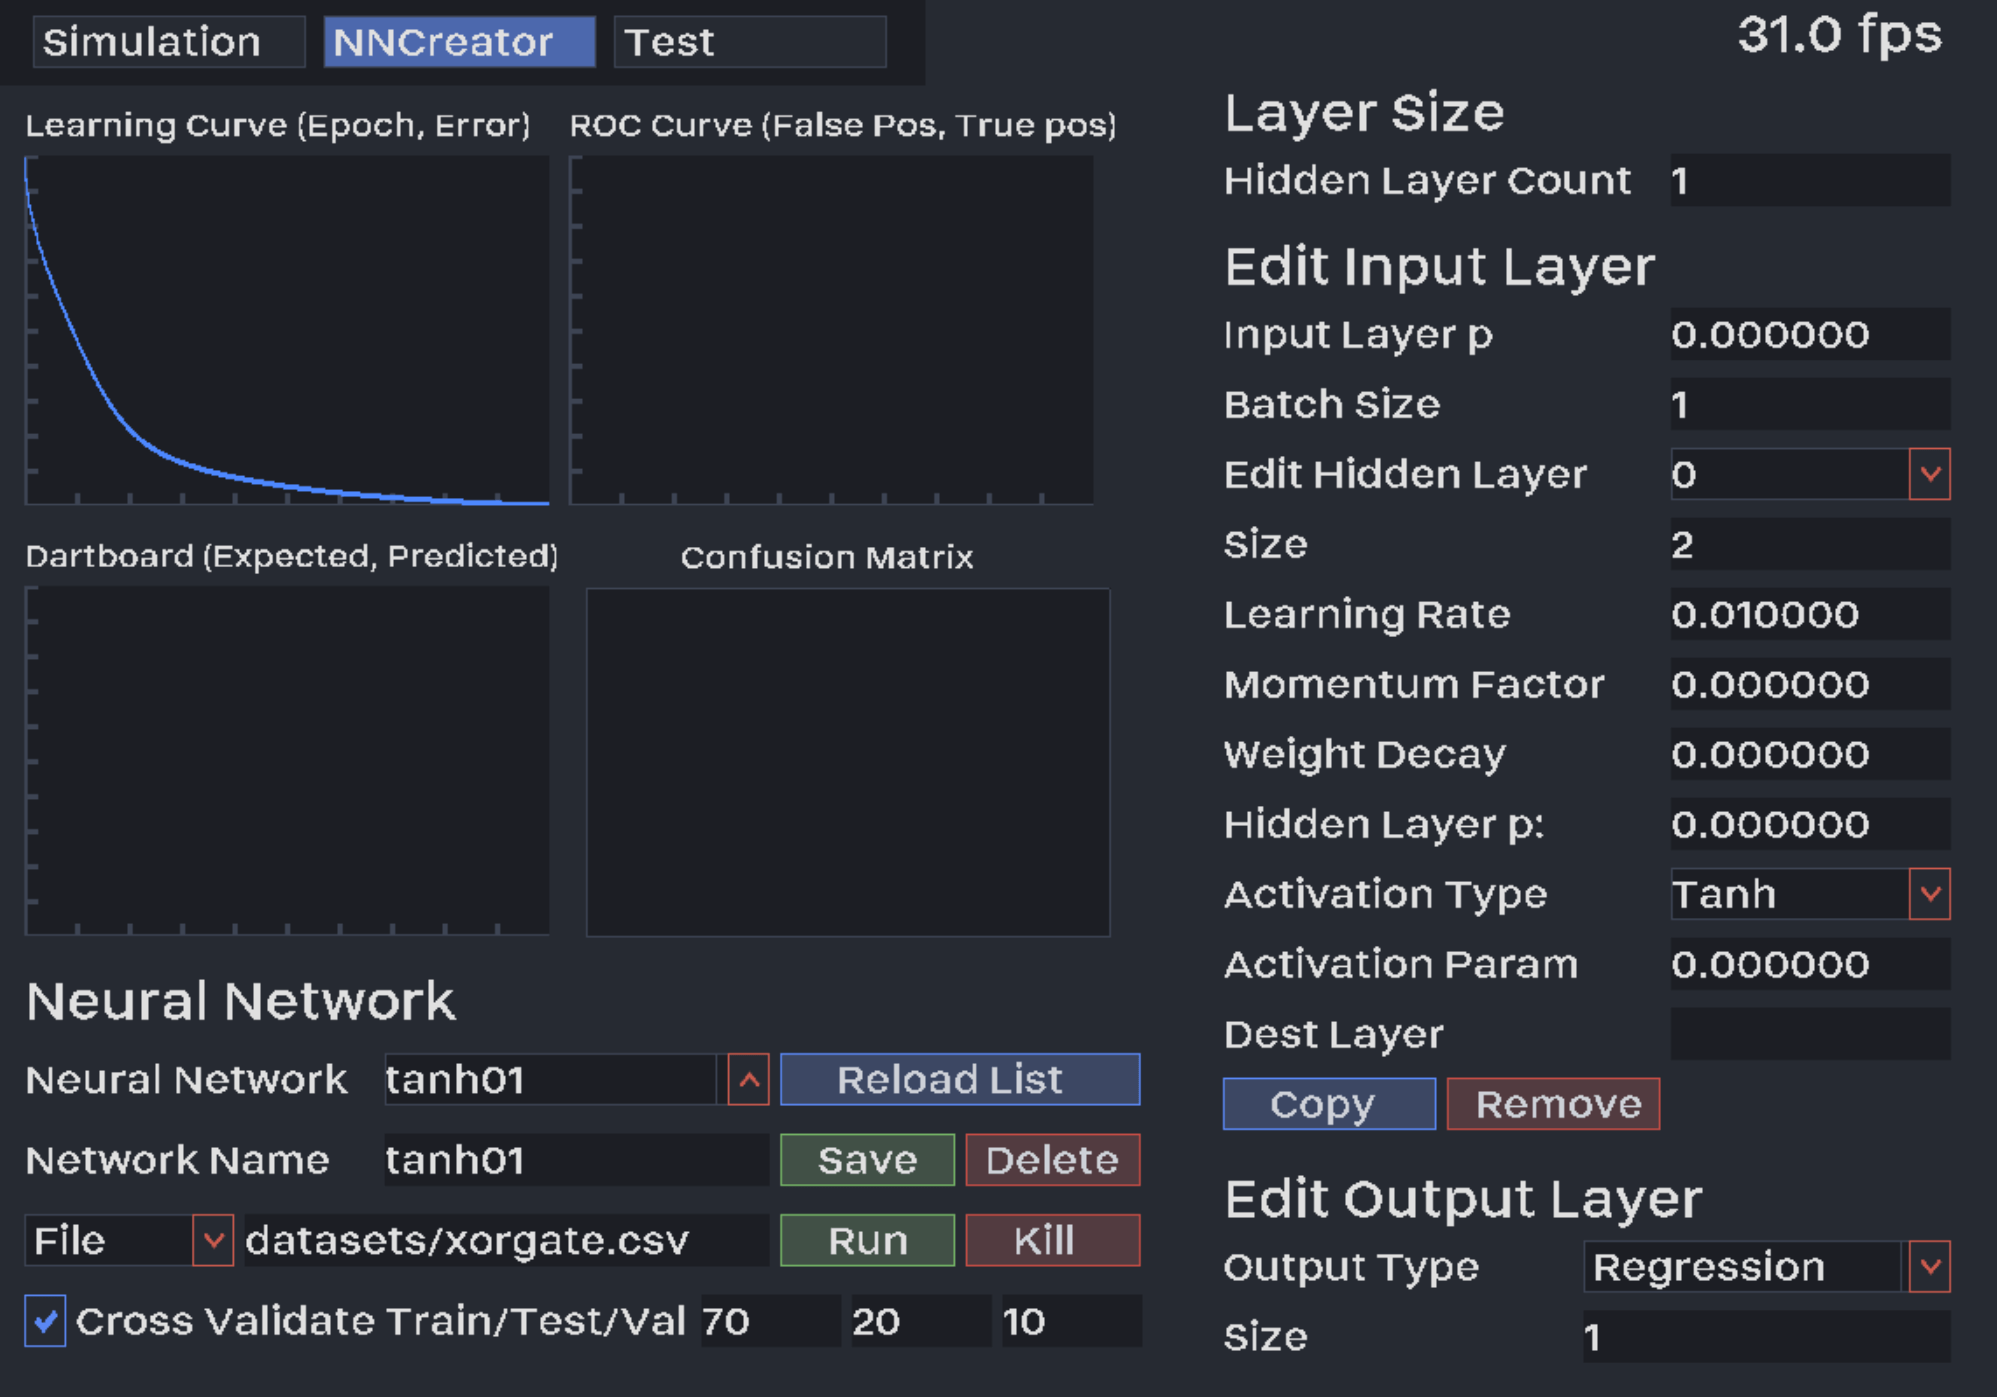 Simulation NNCreator Test
31.0 fps
Learning Curve (Epoch, Error)
ROC Curve (False Pos, True pos)
Dartboard (Expected, Predicted)
Confusion Matrix
Neural Network
Neural Network tanh01 Reload List
Network Name tanh01 Save Delete
File datasets/xorgate.csv Run Kill
Cross Validate Train/Test/Val 70 20 10
Layer Size
Hidden Layer Count 1
Edit Input Layer
Input Layer p 0.000000
Batch Size 1
Edit Hidden Layer 0
Size 2
Learning Rate 0.010000
Momentum Factor 0.000000
Weight Decay 0.000000
Hidden Layer p: 0.000000
Activation Type Tanh
Activation Param 0.000000
Dest Layer
Copy Remove
Edit Output Layer
Output Type Regression
Size 1